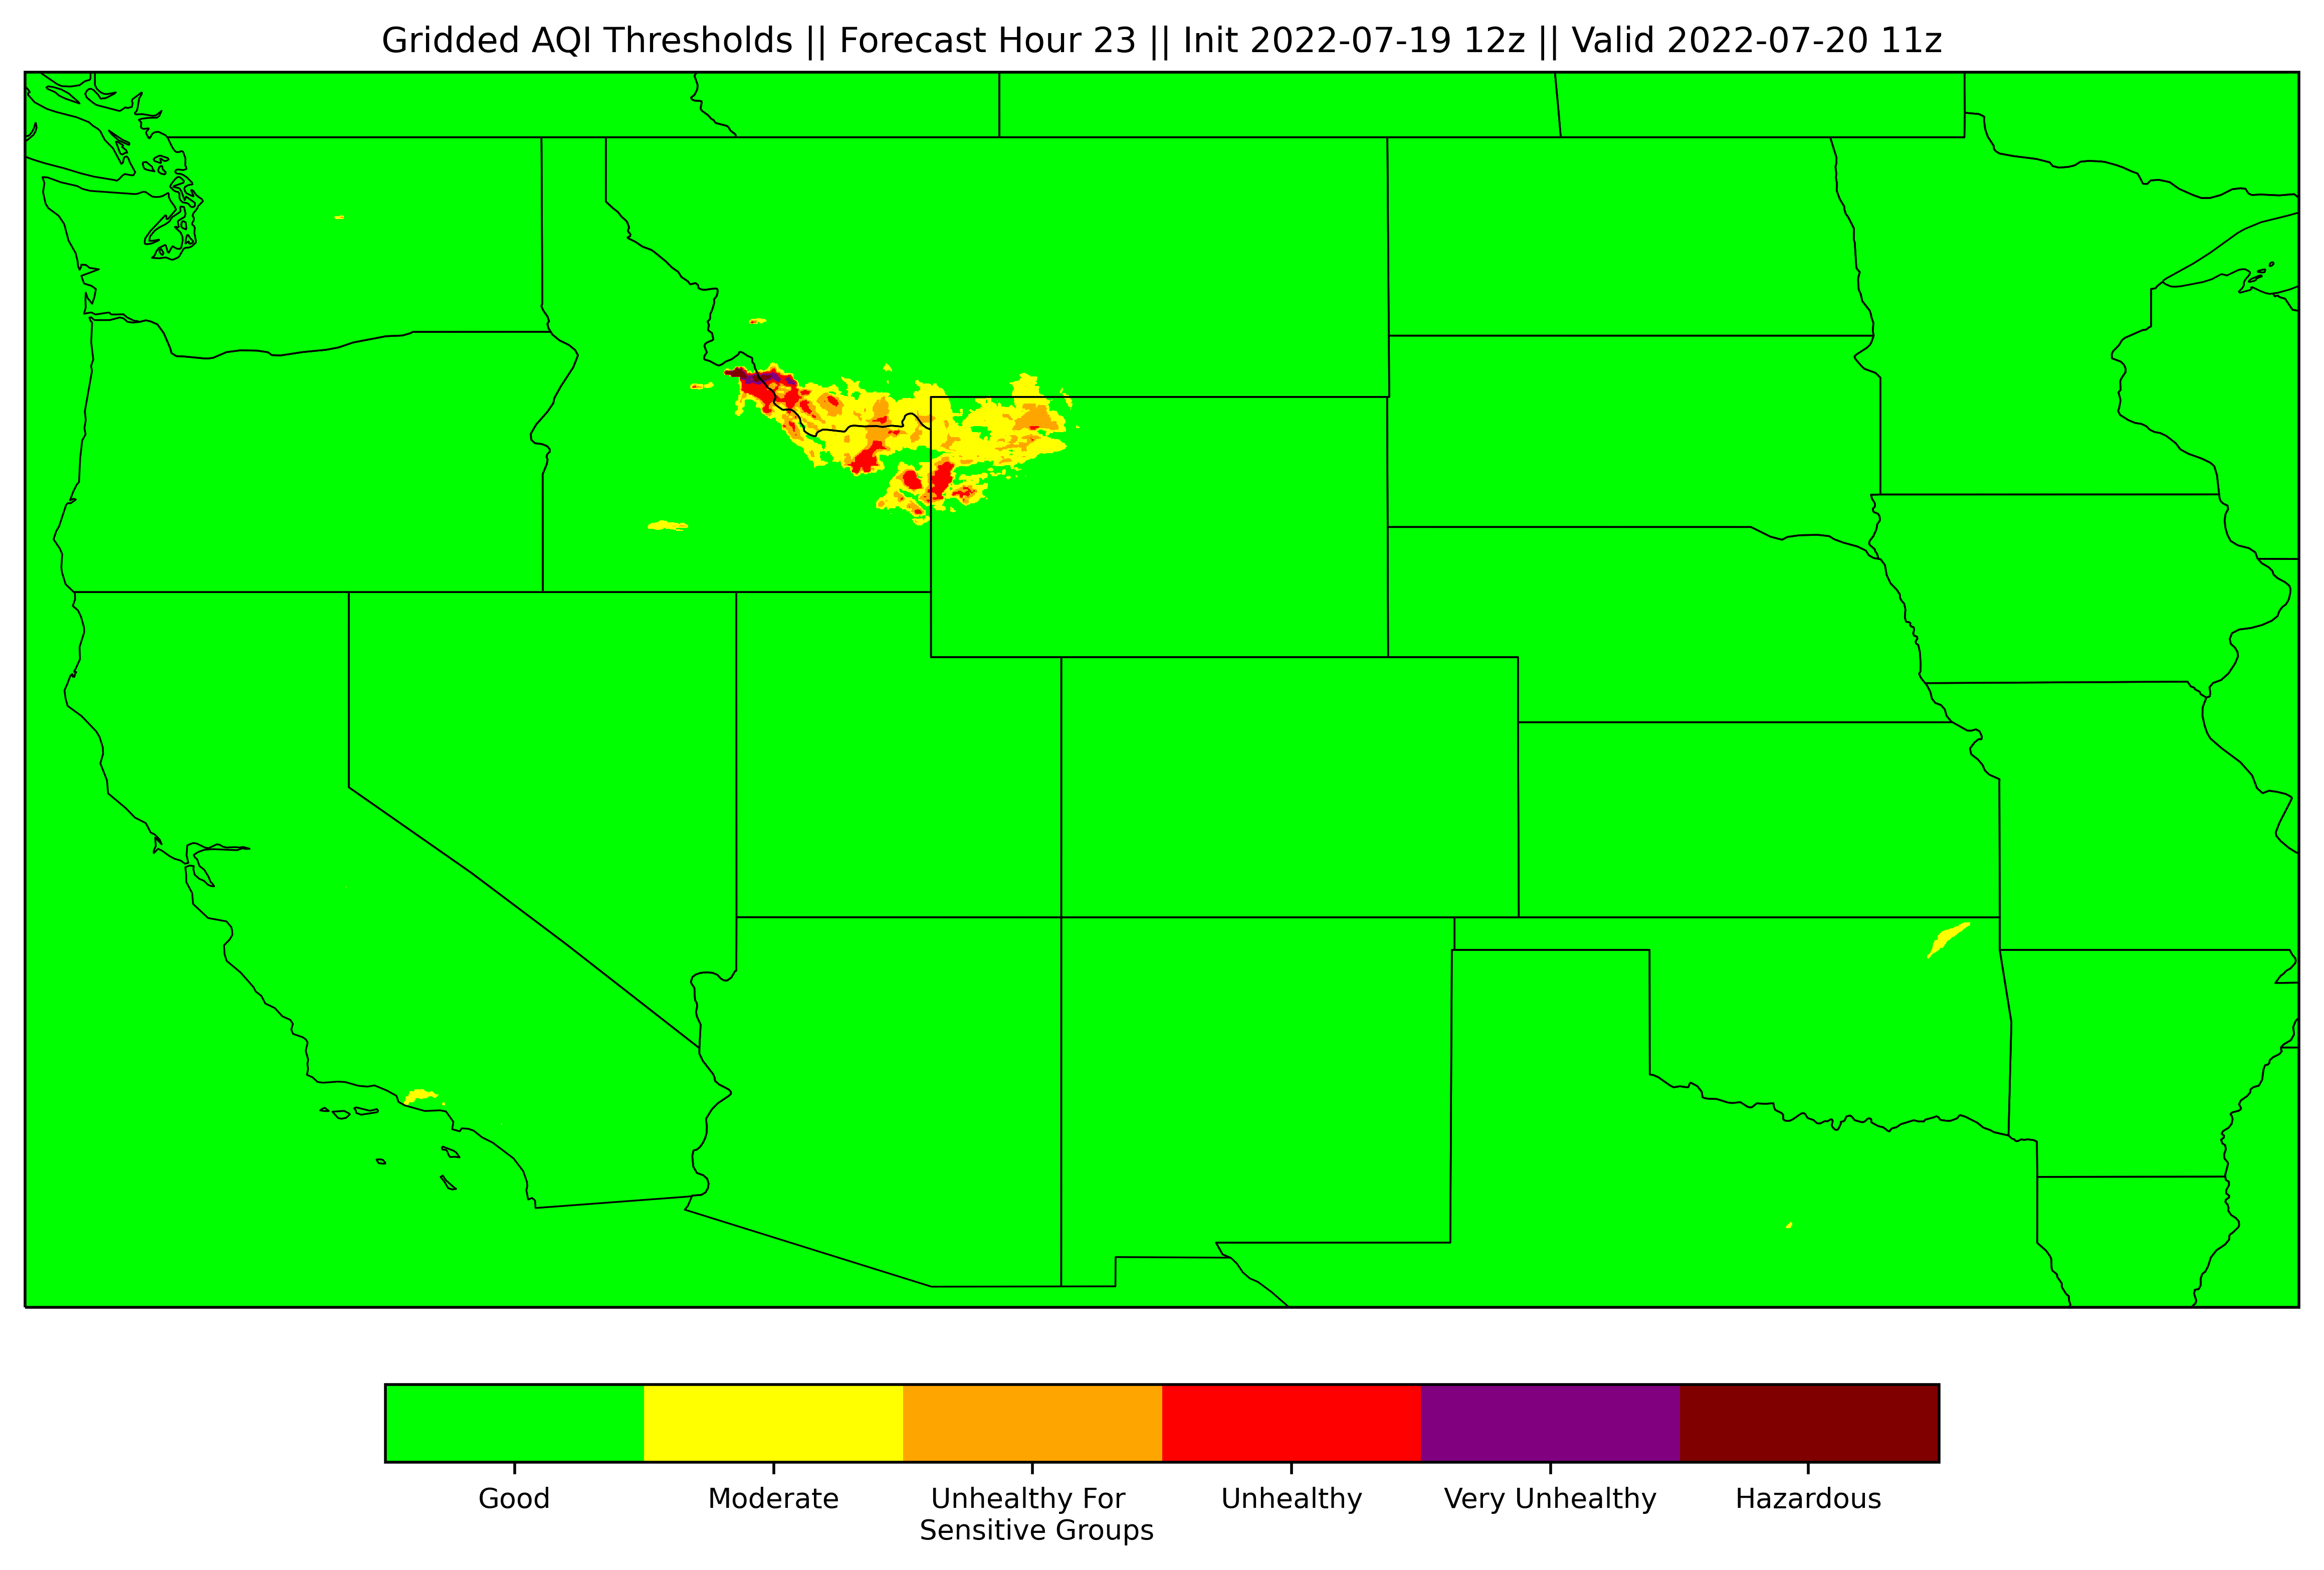 Gridded AQI Thresholds || Forecast Hour 23 || Init 2022-07-19 12z || Valid 2022-07-20 11z
Good
Moderate
Unhealthy For
Sensitive Groups
Unhealthy
Very Unhealthy
Hazardous